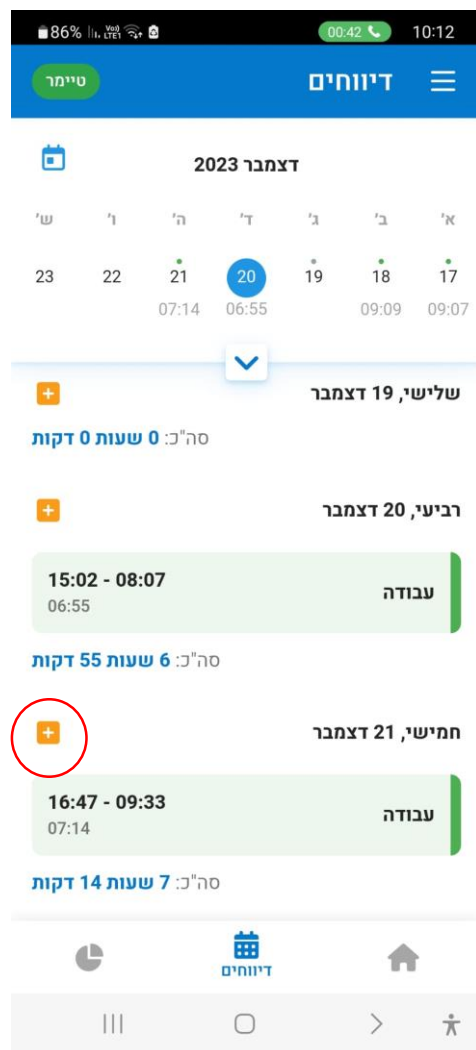 86% Vo) LTE1 00:42 10:12
דיווחים טיימר
דצמבר 2023
א' ב' ג' ד' ה' ו' ש'
17 18 19 20 21 22 23
09:07 09:09 06:55 07:14
שלישי, 19 דצמבר
סה"כ: 0 שעות 0 דקות
רביעי, 20 דצמבר
עבודה 08:07 - 15:02
06:55
סה"כ: 6 שעות 55 דקות
חמישי, 21 דצמבר
עבודה 09:33 - 16:47
07:14
סה"כ: 7 שעות 14 דקות
דיווחים